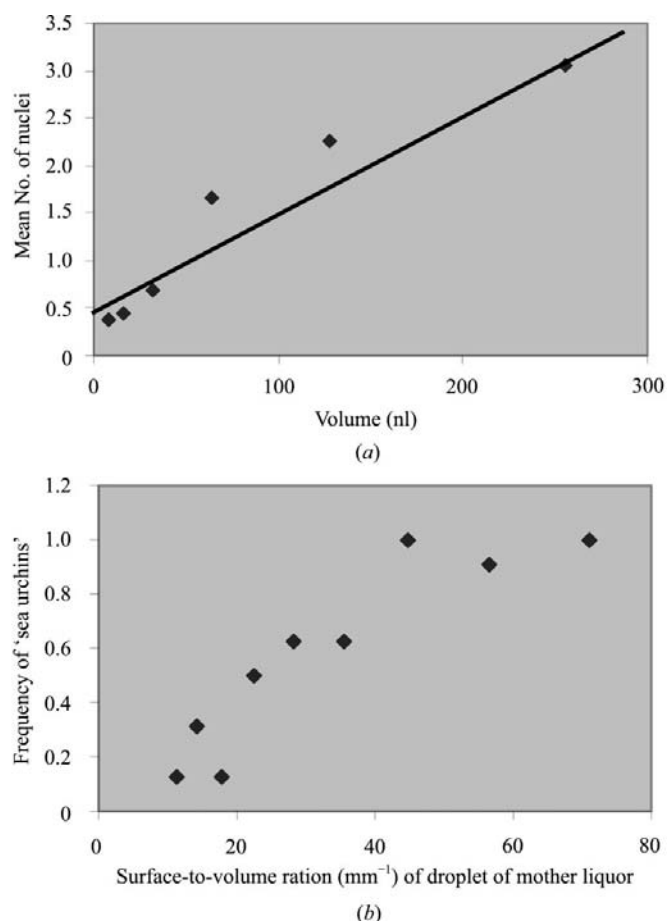 3.5
3.0
2.5
2.0
1.5
1.0
0.5
0
Mean No. of nuclei
0 100 200 300
Volume (nl)
(a)
1.2
1.0
0.8
0.6
0.4
0.2
0
Frequency of 'sea urchins'
0 20 40 60 80
Surface-to-volume ration (mm⁻¹) of droplet of mother liquor
(b)